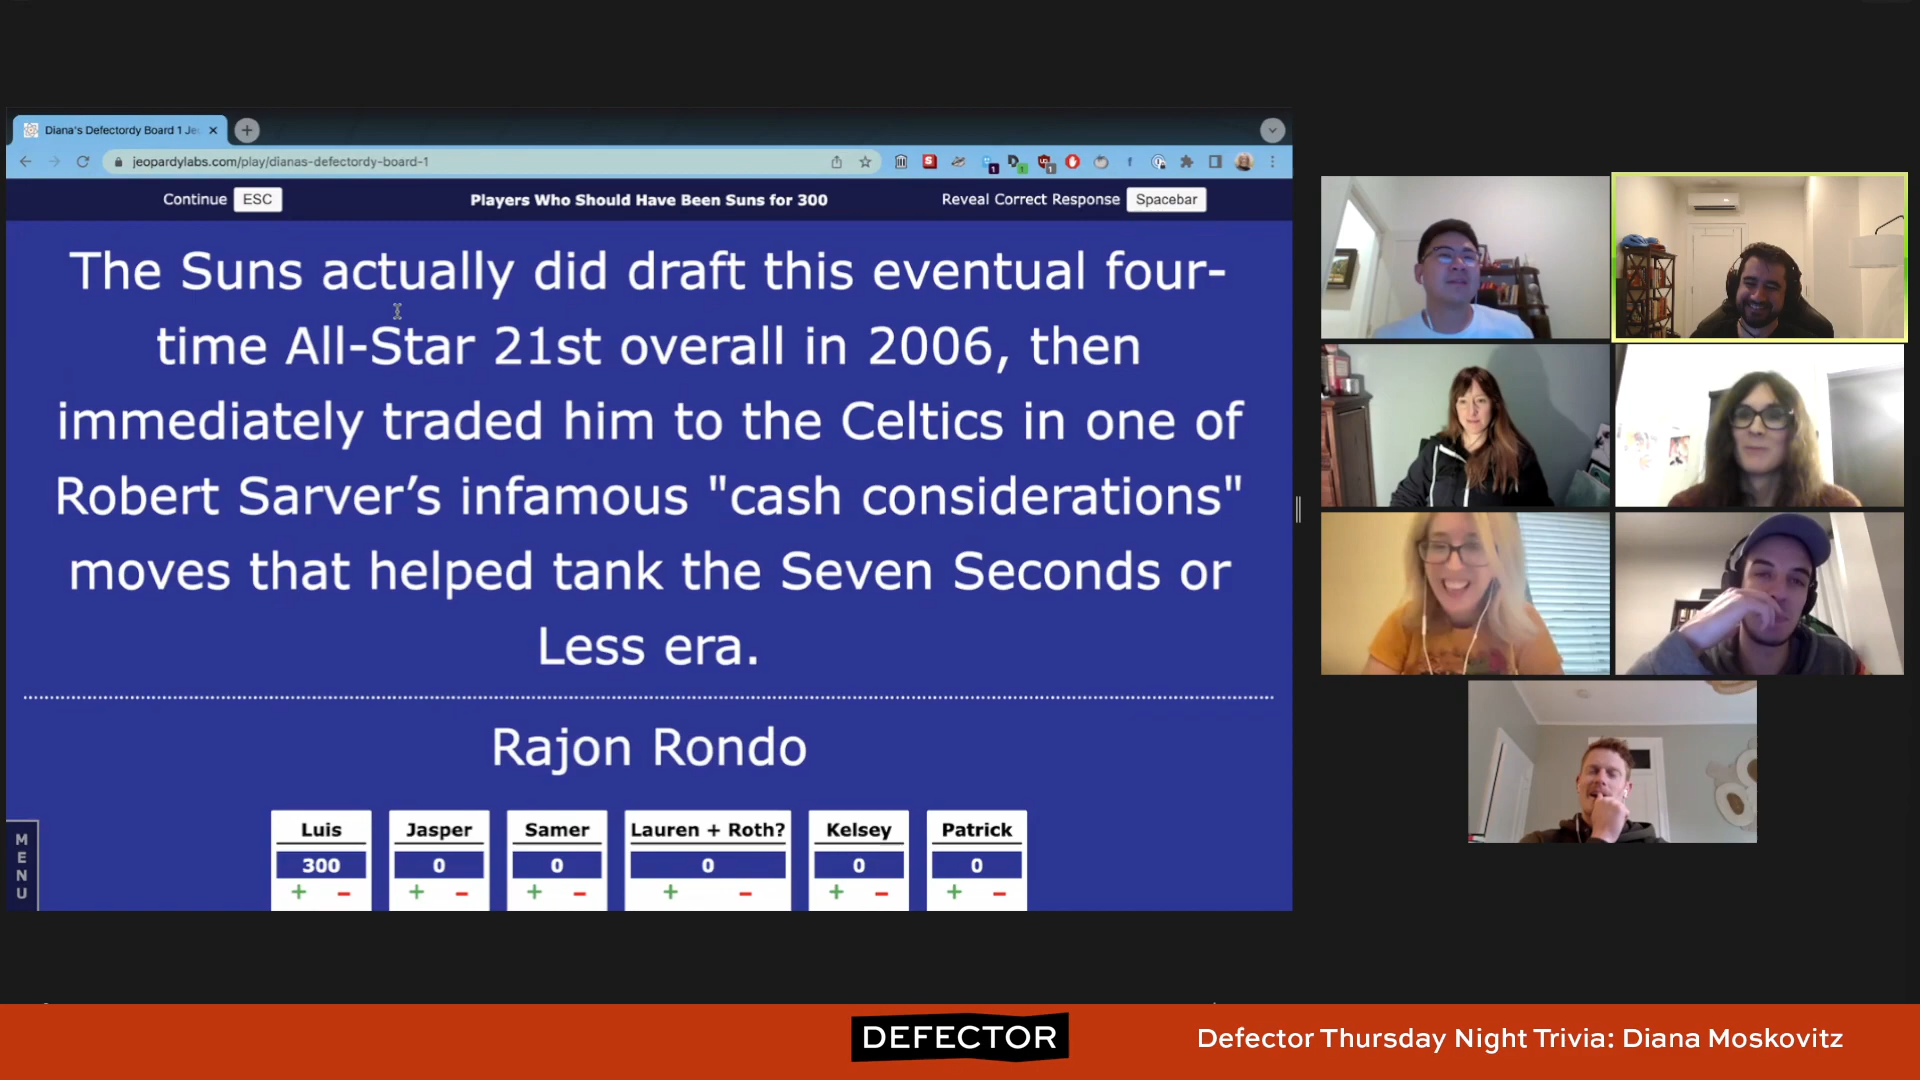 Diana's Defectordy Board 1 Je
jeopardylabs.com/play/dianas-defectordy-board-1
Continue ESC
Players Who Should Have Been Suns for 300
Reveal Correct Response Spacebar
The Suns actually did draft this eventual four-
time All-Star 21st overall in 2006, then
immediately traded him to the Celtics in one of
Robert Sarver’s infamous "cash considerations"
moves that helped tank the Seven Seconds or
Less era.
Rajon Rondo
MENU
Luis Jasper Samer Lauren + Roth? Kelsey Patrick
300 0 0 0 0 0
+ - + - + - + - + - + -
DEFECTOR
Defector Thursday Night Trivia: Diana Moskovitz